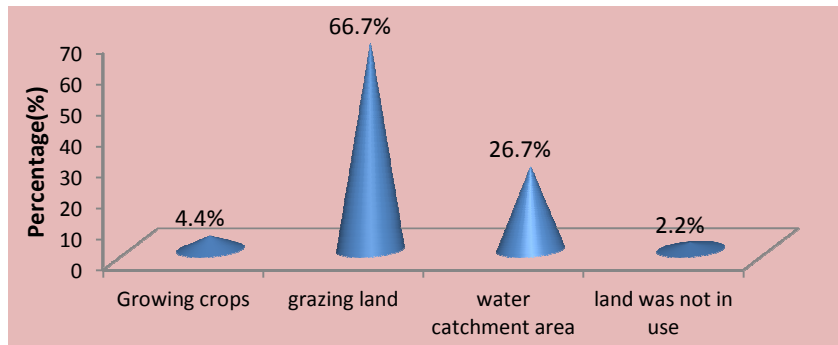 66.7%
70
60
50
40
30
20
10
0
Percentage(%)
4.4%
26.7%
2.2%
Growing crops
grazing land
water
catchment area
land was not in
use